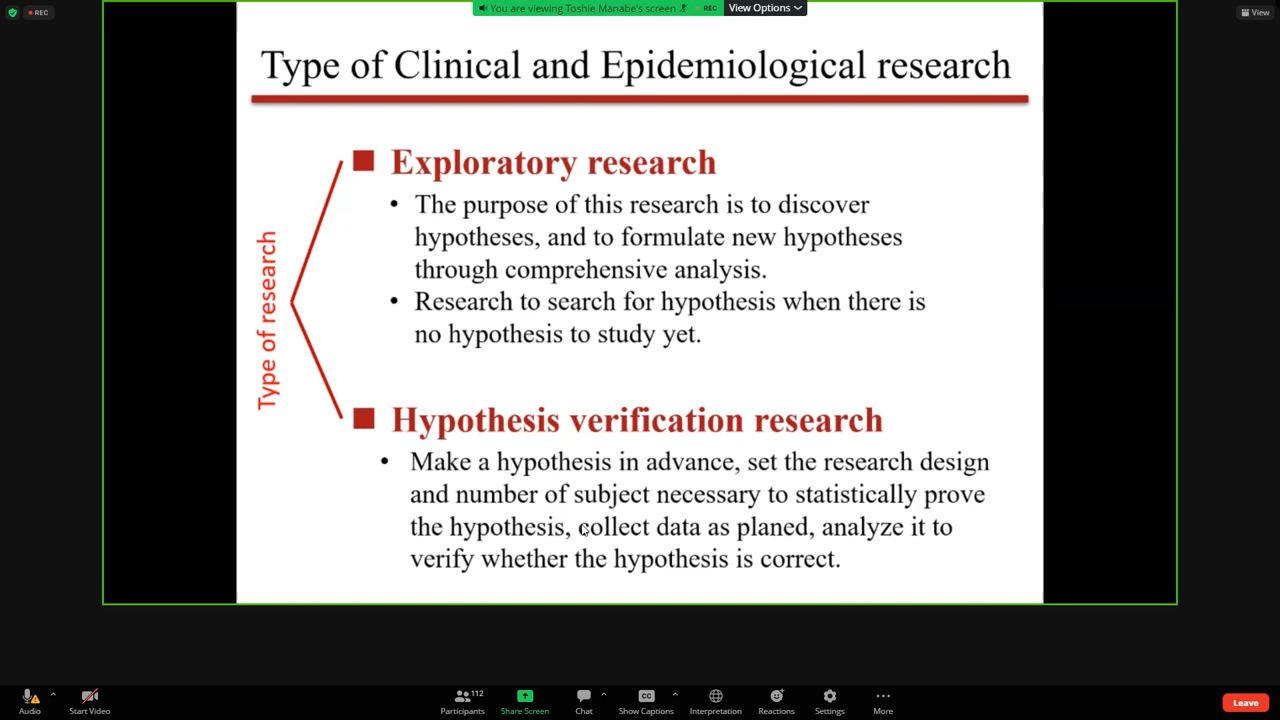 REC
You are viewing Toshie Manabe's screen
REC
View Options
View
Type of Clinical and Epidemiological research
Type of research
Exploratory research
• The purpose of this research is to discover
hypotheses, and to formulate new hypotheses
through comprehensive analysis.
• Research to search for hypothesis when there is
no hypothesis to study yet.
Hypothesis verification research
• Make a hypothesis in advance, set the research design
and number of subject necessary to statistically prove
the hypothesis, collect data as planed, analyze it to
verify whether the hypothesis is correct.
Audio
Start Video
112
Participants
Share Screen
Chat
CC
Show Captions
Interpretation
Reactions
Settings
More
Leave